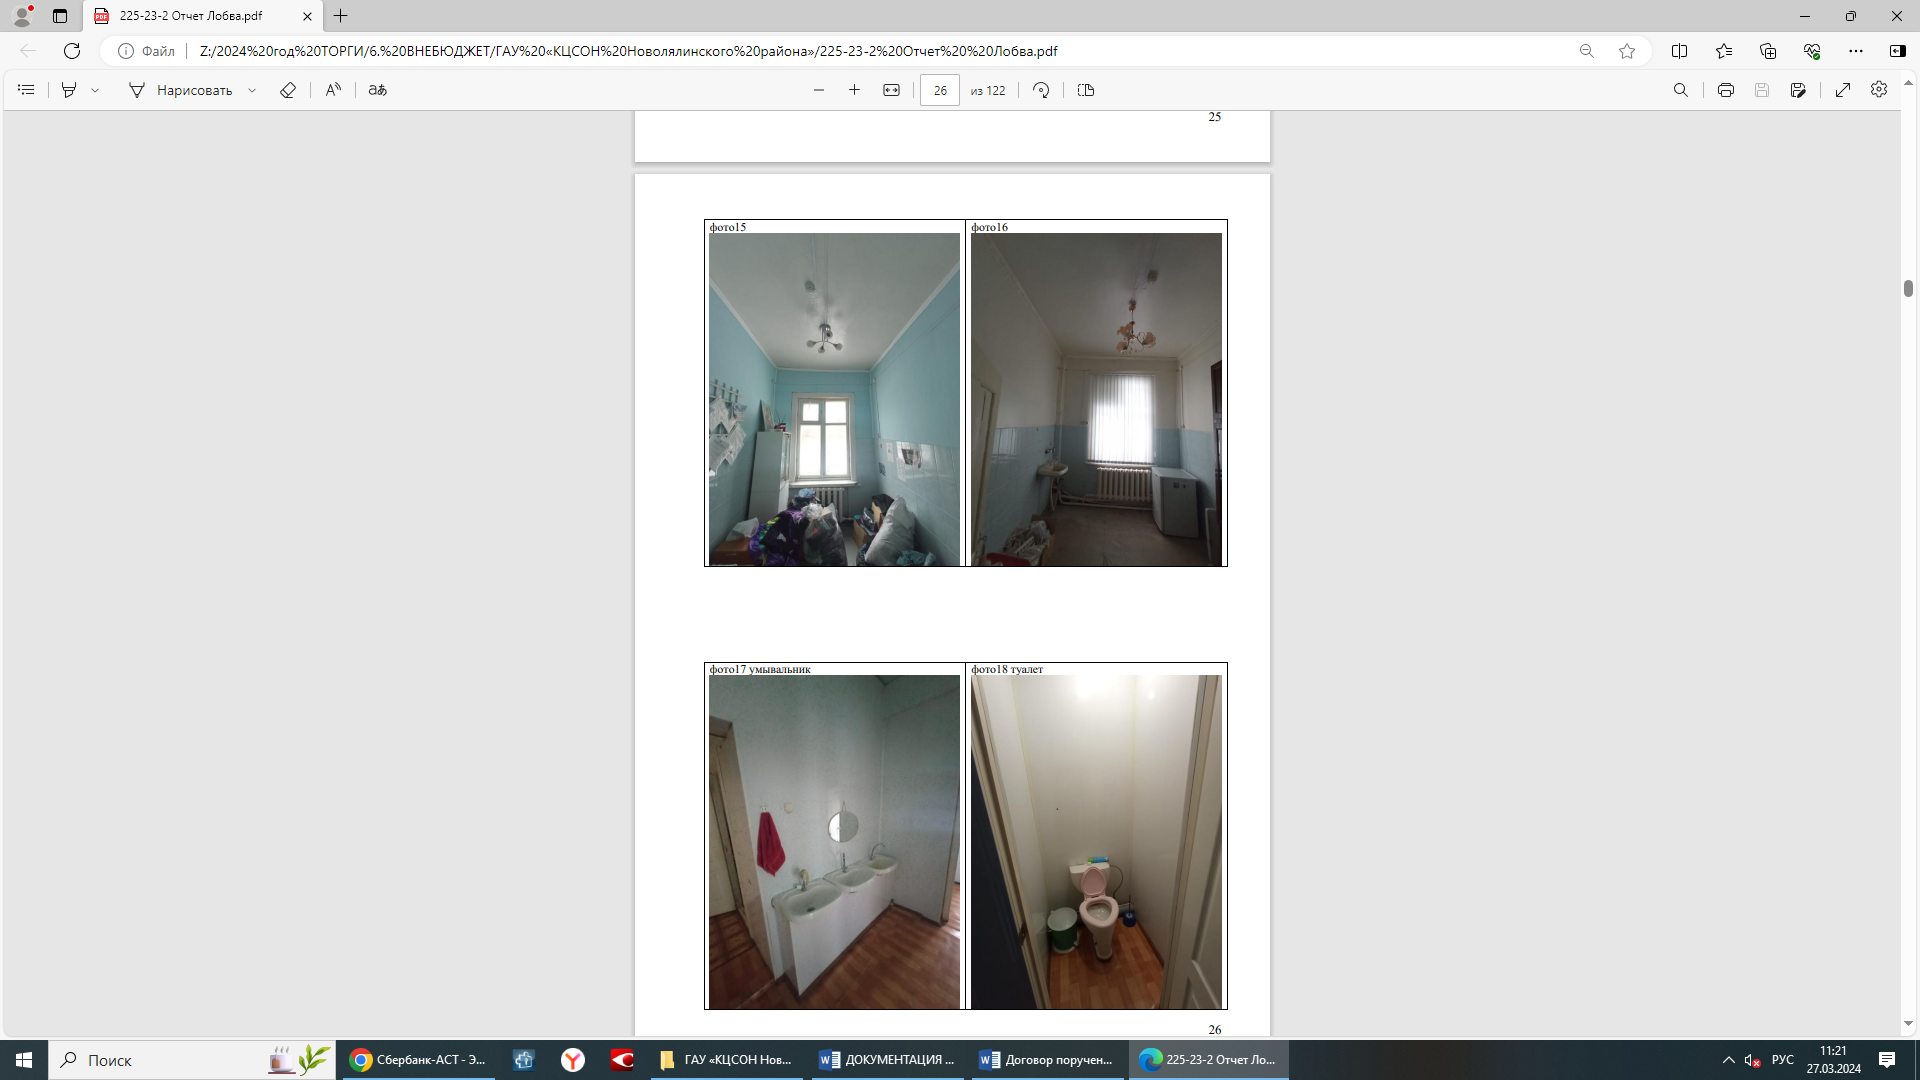 225-23-2 Отчет Лобва.pdf
Файл
Z:/2024%20год%20ТОРГИ/6.%20ВНЕБЮДЖЕТ/ГАУ%20«КЦСОН%20Новолялинского%20района»/225-23-2%20Отчет%20%20Лобва.pdf
Нарисовать
аあ
26 из 122
25
фото15
фото16
фото17 умывальник
фото18 туалет
26
Поиск
Сбербанк-АСТ - Э...
ГАУ «КЦСОН Нов...
ДОКУМЕНТАЦИЯ ...
Договор поручен...
225-23-2 Отчет Ло...
РУС
11:21
27.03.2024